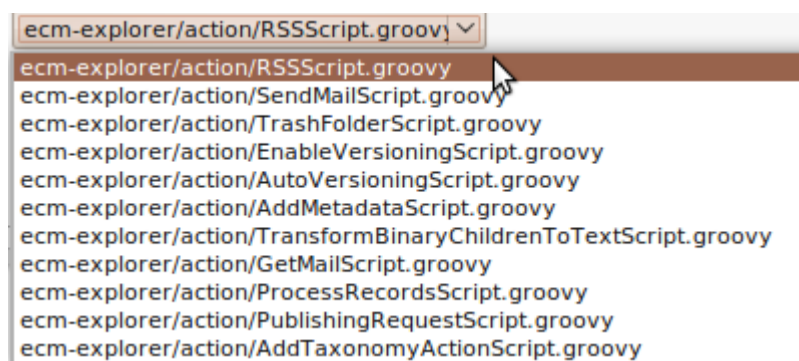 ecm-explorer/action/RSSScript.groovy
ecm-explorer/action/RSSScript.groovy
ecm-explorer/action/SendMailScript.groovy
ecm-explorer/action/TrashFolderScript.groovy
ecm-explorer/action/EnableVersioningScript.groovy
ecm-explorer/action/AutoVersioningScript.groovy
ecm-explorer/action/AddMetadataScript.groovy
ecm-explorer/action/TransformBinaryChildrenToTextScript.groovy
ecm-explorer/action/GetMailScript.groovy
ecm-explorer/action/ProcessRecordsScript.groovy
ecm-explorer/action/PublishingRequestScript.groovy
ecm-explorer/action/AddTaxonomyActionScript.groovy